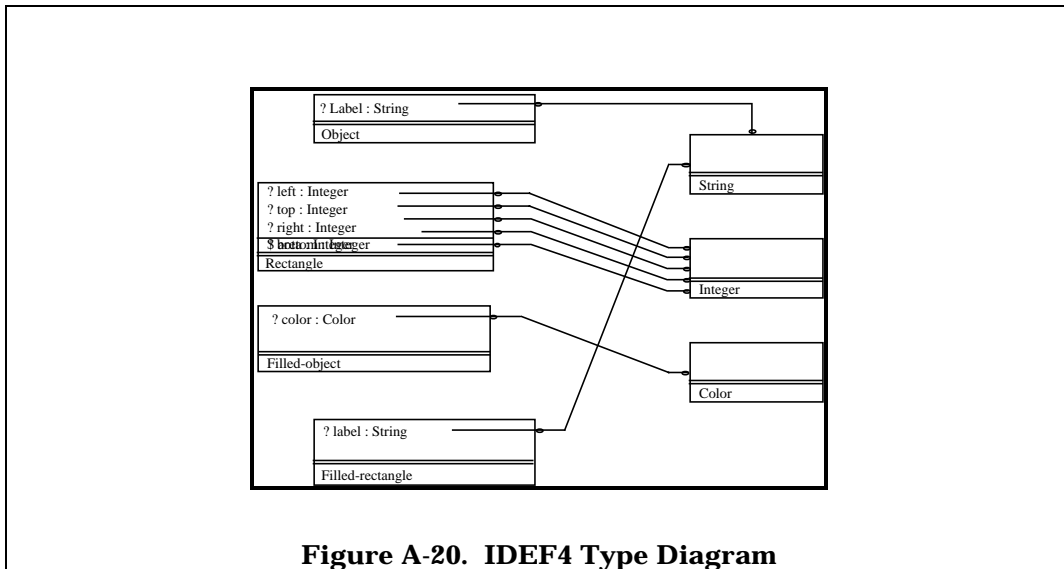 ? Label : String
Object
String
? left : Integer
? top : Integer
? right : Integer
Rectangle
Integer
? color : Color
Filled-object
Color
? label : String
Filled-rectangle
Figure A-20. IDEF4 Type Diagram